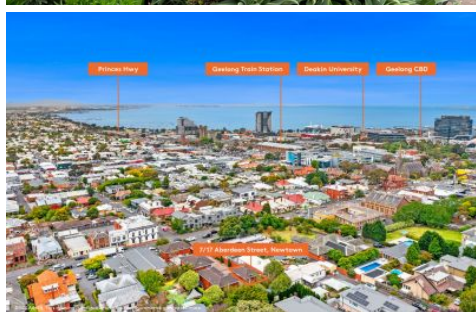 Princes Hwy
Geelong Train Station
Deakin University
Geelong CBD
7/17 Aberdeen Street, Newtown